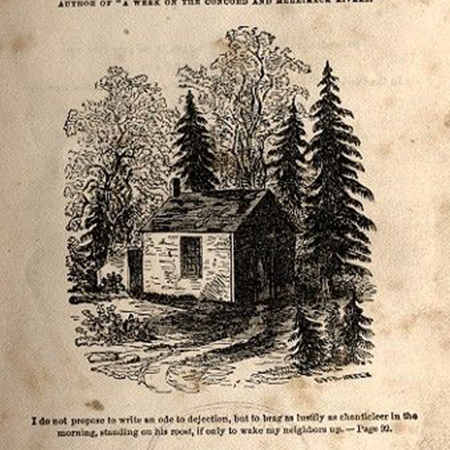 AUTHOR OF "A WEEK ON THE CONCORD AND MERRIMACK RIVERS."
I do not propose to write an ode to dejection, but to brag as lustily as chanticleer in the
morning, standing on his roost, if only to wake my neighbors up. — Page 92.